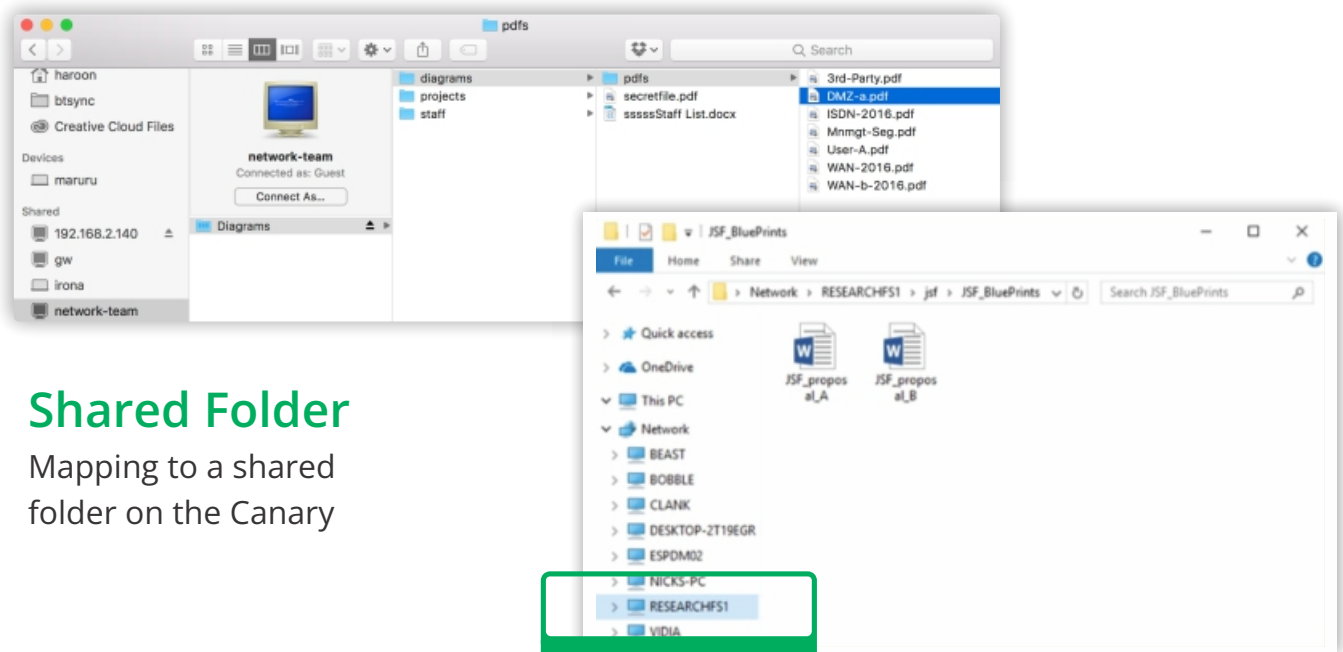 pdfs
Search
haroon
btsync
Creative Cloud Files
Devices
maruru
Shared
192.168.2.140
gw
irona
network-team
network-team
Connected as: Guest
Connect As...
Diagrams
diagrams
projects
staff
pdfs
secretfile.pdf
sssssStaff List.docx
3rd-Party.pdf
DMZ-a.pdf
ISDN-2016.pdf
Mnmgt-Seg.pdf
User-A.pdf
WAN-2016.pdf
WAN-b-2016.pdf
Shared Folder
Mapping to a shared
folder on the Canary
JSF_BluePrints
File Home Share View
Network > RESEARCHFS1 > jsf > JSF_BluePrints
Search JSF_BluePrints
Quick access
OneDrive
This PC
Network
BEAST
BOBBLE
CLANK
DESKTOP-2T19EGR
ESPDM02
NICKS-PC
RESEARCHFS1
VIDIA
JSF_propos
al_A
JSF_propos
al_B